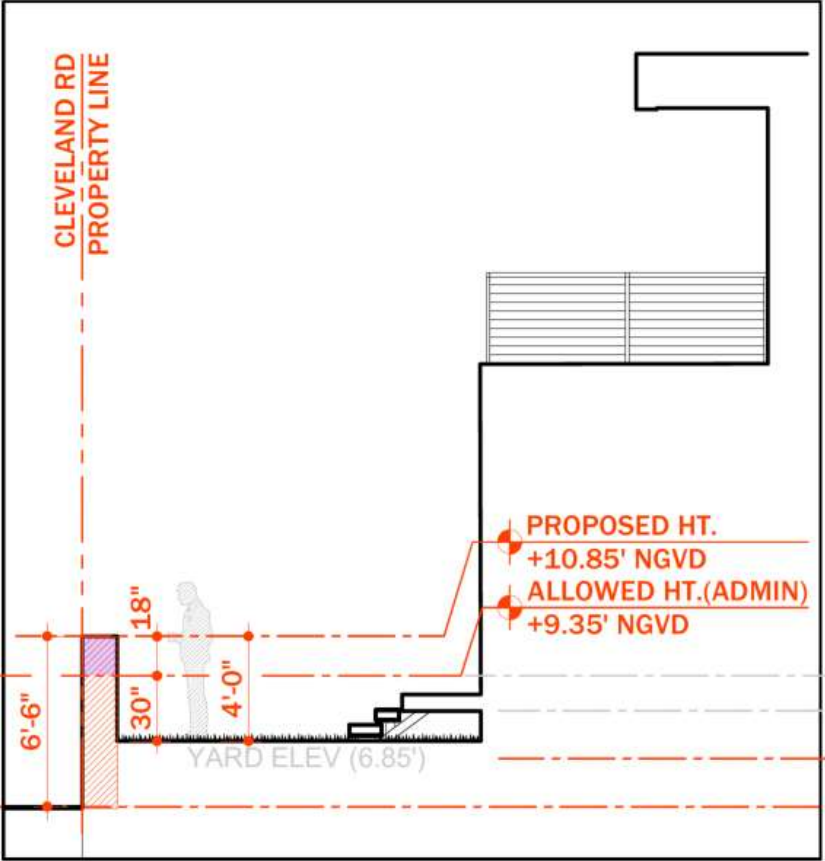 CLEVELAND RD
PROPERTY LINE
PROPOSED HT.
+10.85' NGVD
ALLOWED HT.(ADMIN)
+9.35' NGVD
18"
30"
4'-0"
6'-6"
YARD ELEV (6.85')